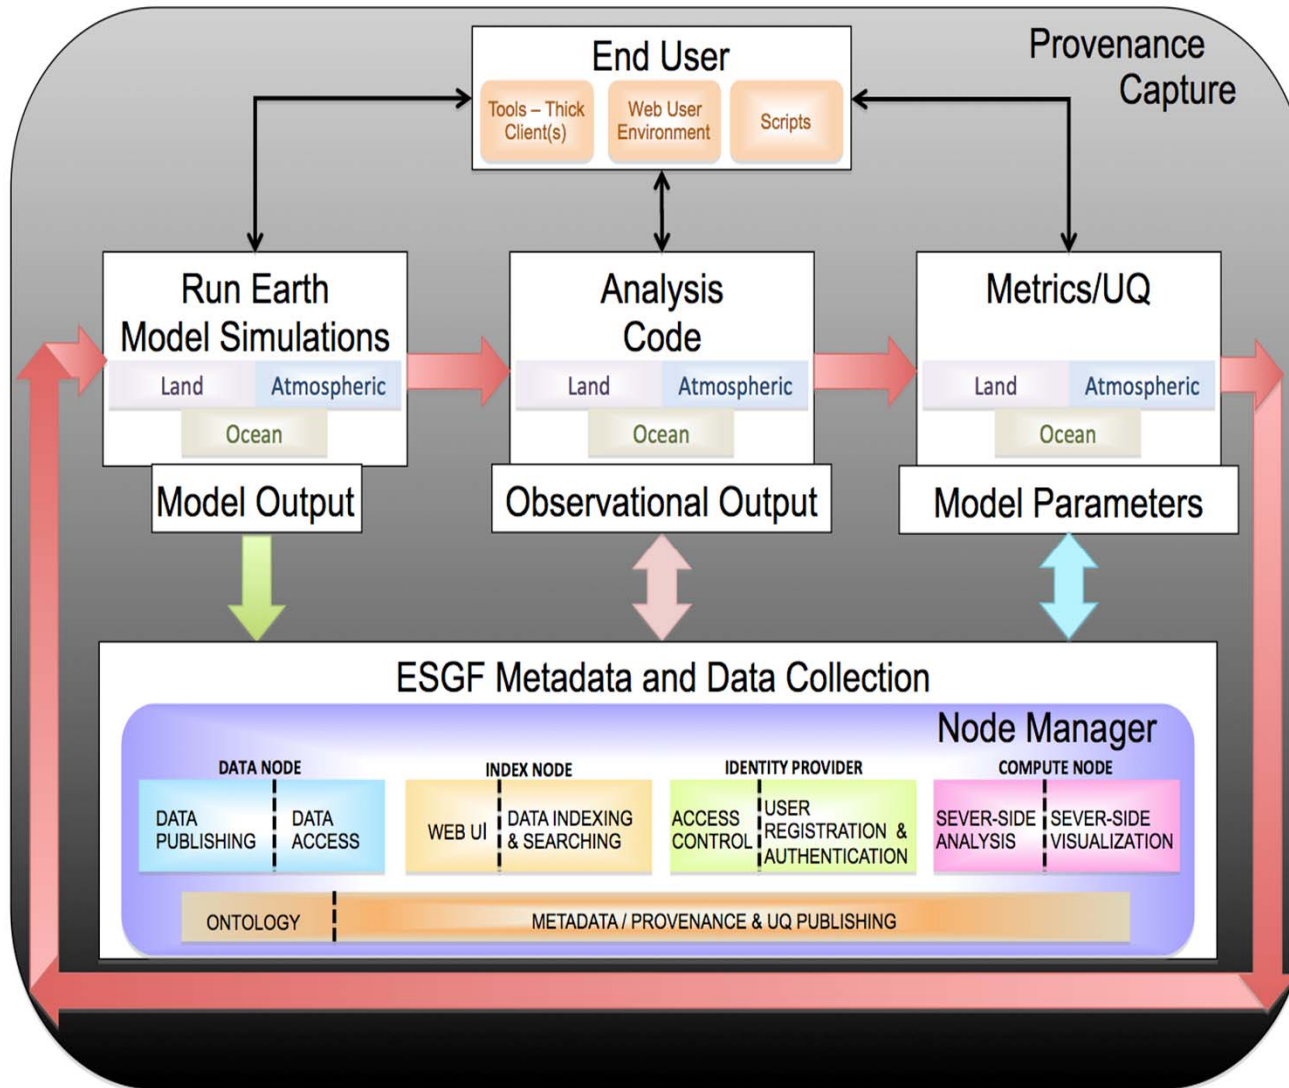 Provenance
Capture
End User
Tools – Thick
Client(s)
Web User
Environment
Scripts
Run Earth
Model Simulations
Land
Atmospheric
Ocean
Model Output
Analysis
Code
Land
Atmospheric
Ocean
Observational Output
Metrics/UQ
Land
Atmospheric
Ocean
Model Parameters
ESGF Metadata and Data Collection
Node Manager
DATA NODE
DATA
PUBLISHING
DATA
ACCESS
INDEX NODE
WEB UI
DATA INDEXING
& SEARCHING
IDENTITY PROVIDER
ACCESS
CONTROL
USER
REGISTRATION &
AUTHENTICATION
COMPUTE NODE
SEVER-SIDE
ANALYSIS
SEVER-SIDE
VISUALIZATION
ONTOLOGY
METADATA / PROVENANCE & UQ PUBLISHING